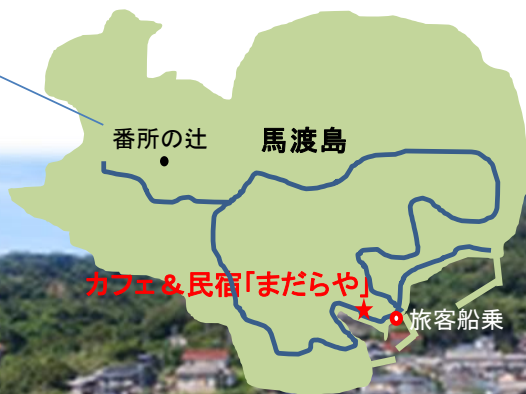 番所の辻
馬渡島
カフェ＆民宿「まだらや」
旅客船乗